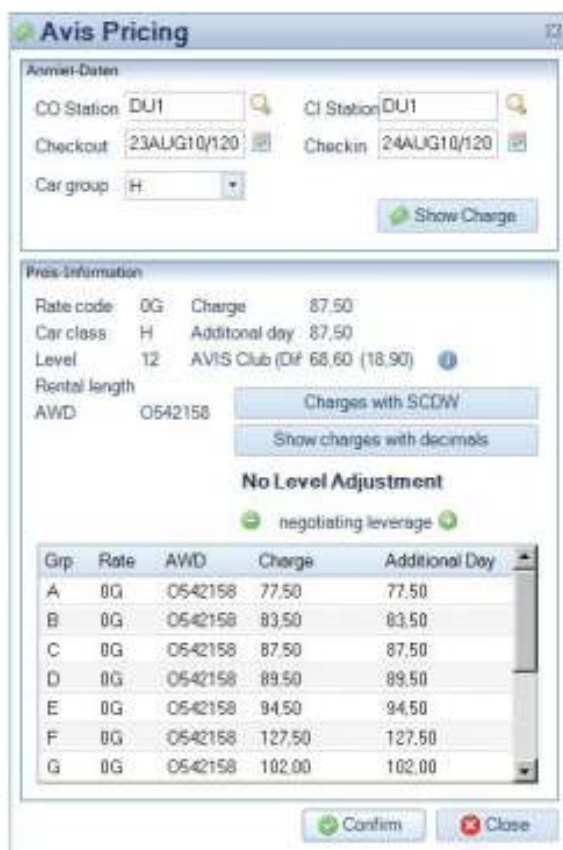 Avis Pricing
Anmiet-Daten
CO Station DU1 CI Station DU1
Checkout 23AUG10/120 Checkin 24AUG10/120
Car group H
Show Charge
Preis-Information
Rate code 0G Charge 87,50
Car class H Additonal day 87,50
Level 12 AVIS Club (Dif 68,60 (18,90)
Rental length
AWD O542158 Charges with SCDW
Show charges with decimals
No Level Adjustment
negotiating leverage
Grp Rate AWD Charge Additional Day
A 0G O542158 77,50 77,50
B 0G O542158 83,50 83,50
C 0G O542158 87,50 87,50
D 0G O542158 89,50 89,50
E 0G O542158 94,50 94,50
F 0G O542158 127,50 127,50
G 0G O542158 102,00 102,00
Confirm Close